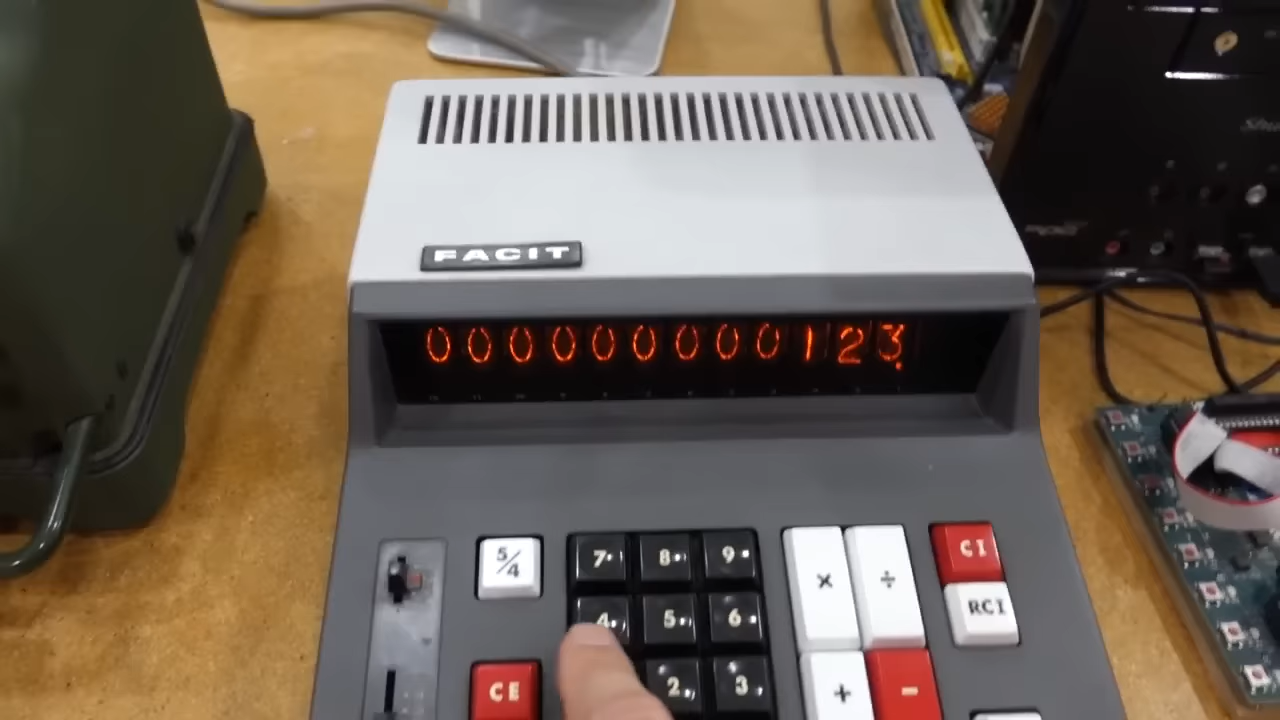 FACIT
000000000123.
5/4
7 8 9
× ÷
CI
4 5 6
RCI
CE
2 3
+ −